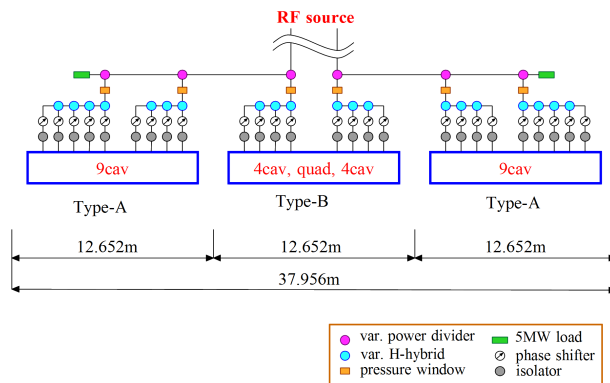 RF source
9cav
4cav, quad, 4cav
9cav
Type-A
Type-B
Type-A
12.652m
12.652m
12.652m
37.956m
var. power divider
5MW load
var. H-hybrid
phase shifter
pressure window
isolator